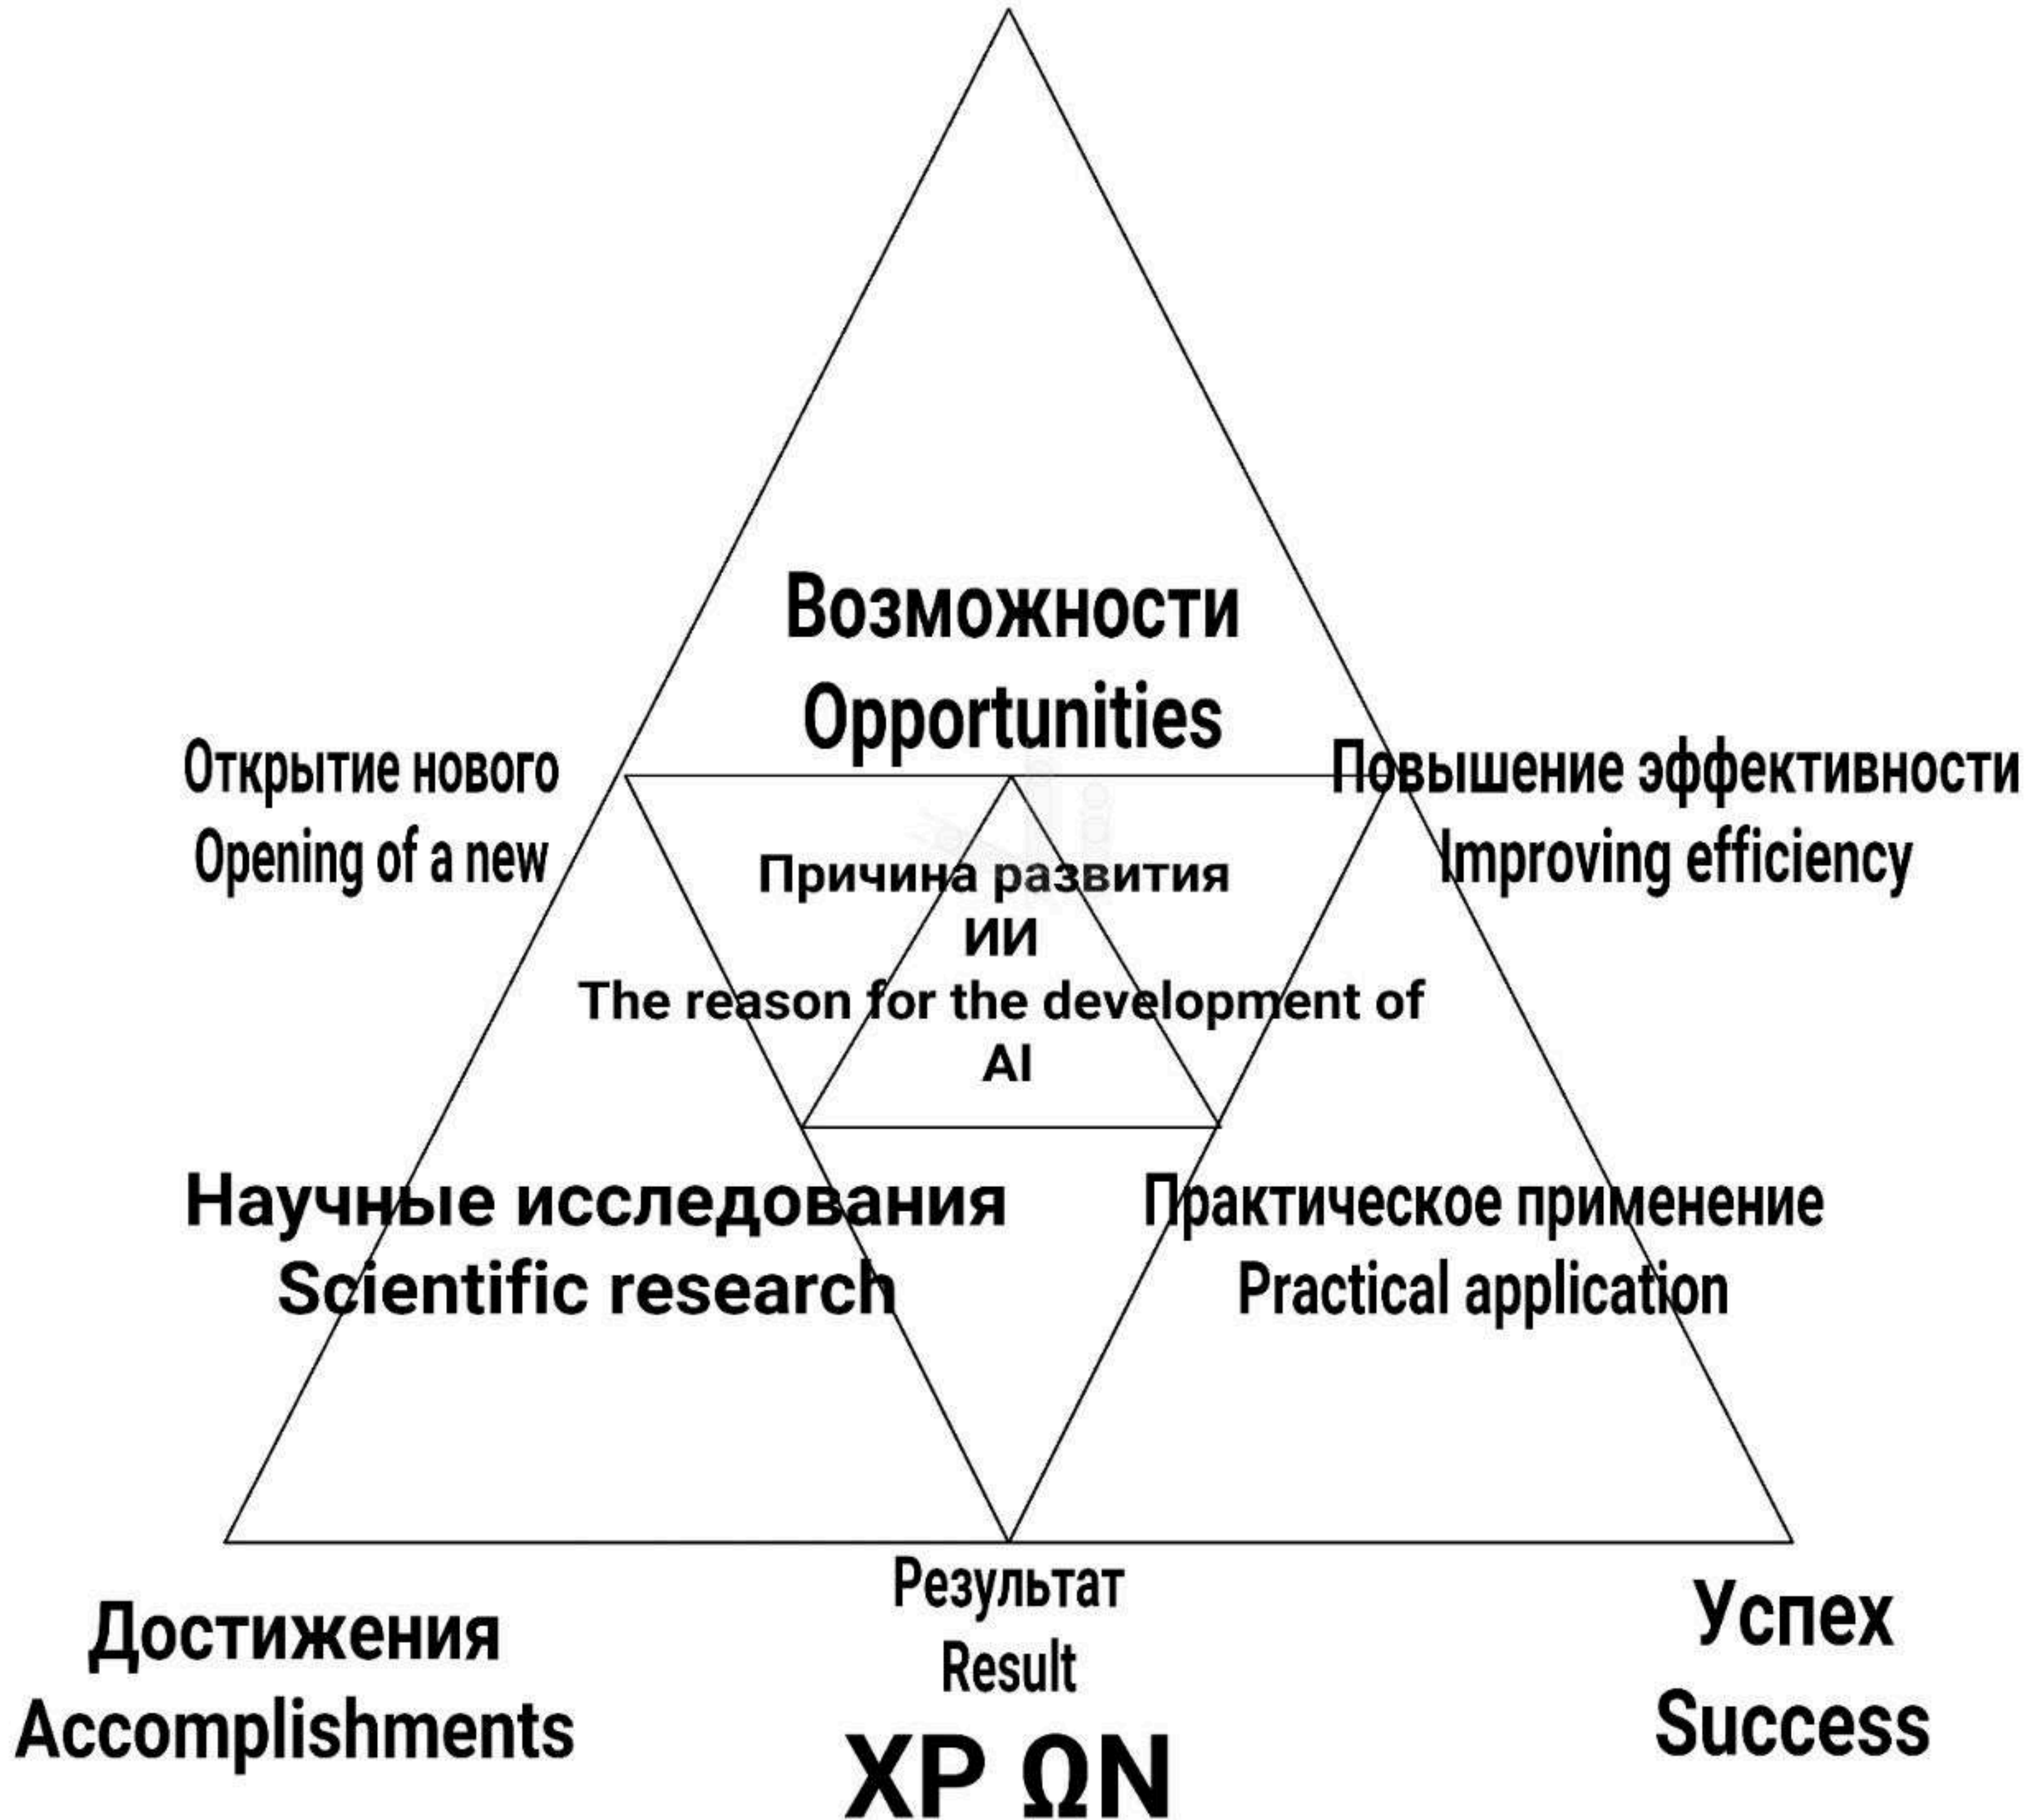 Возможности
Opportunities
Открытие нового
Opening of a new
Повышение эффективности
Improving efficiency
Причина развития
ИИ
The reason for the development of
AI
Научные исследования
Scientific research
Практическое применение
Practical application
Результат
Result
Достижения
Accomplishments
Успех
Success
ΧΡ ΩΝ